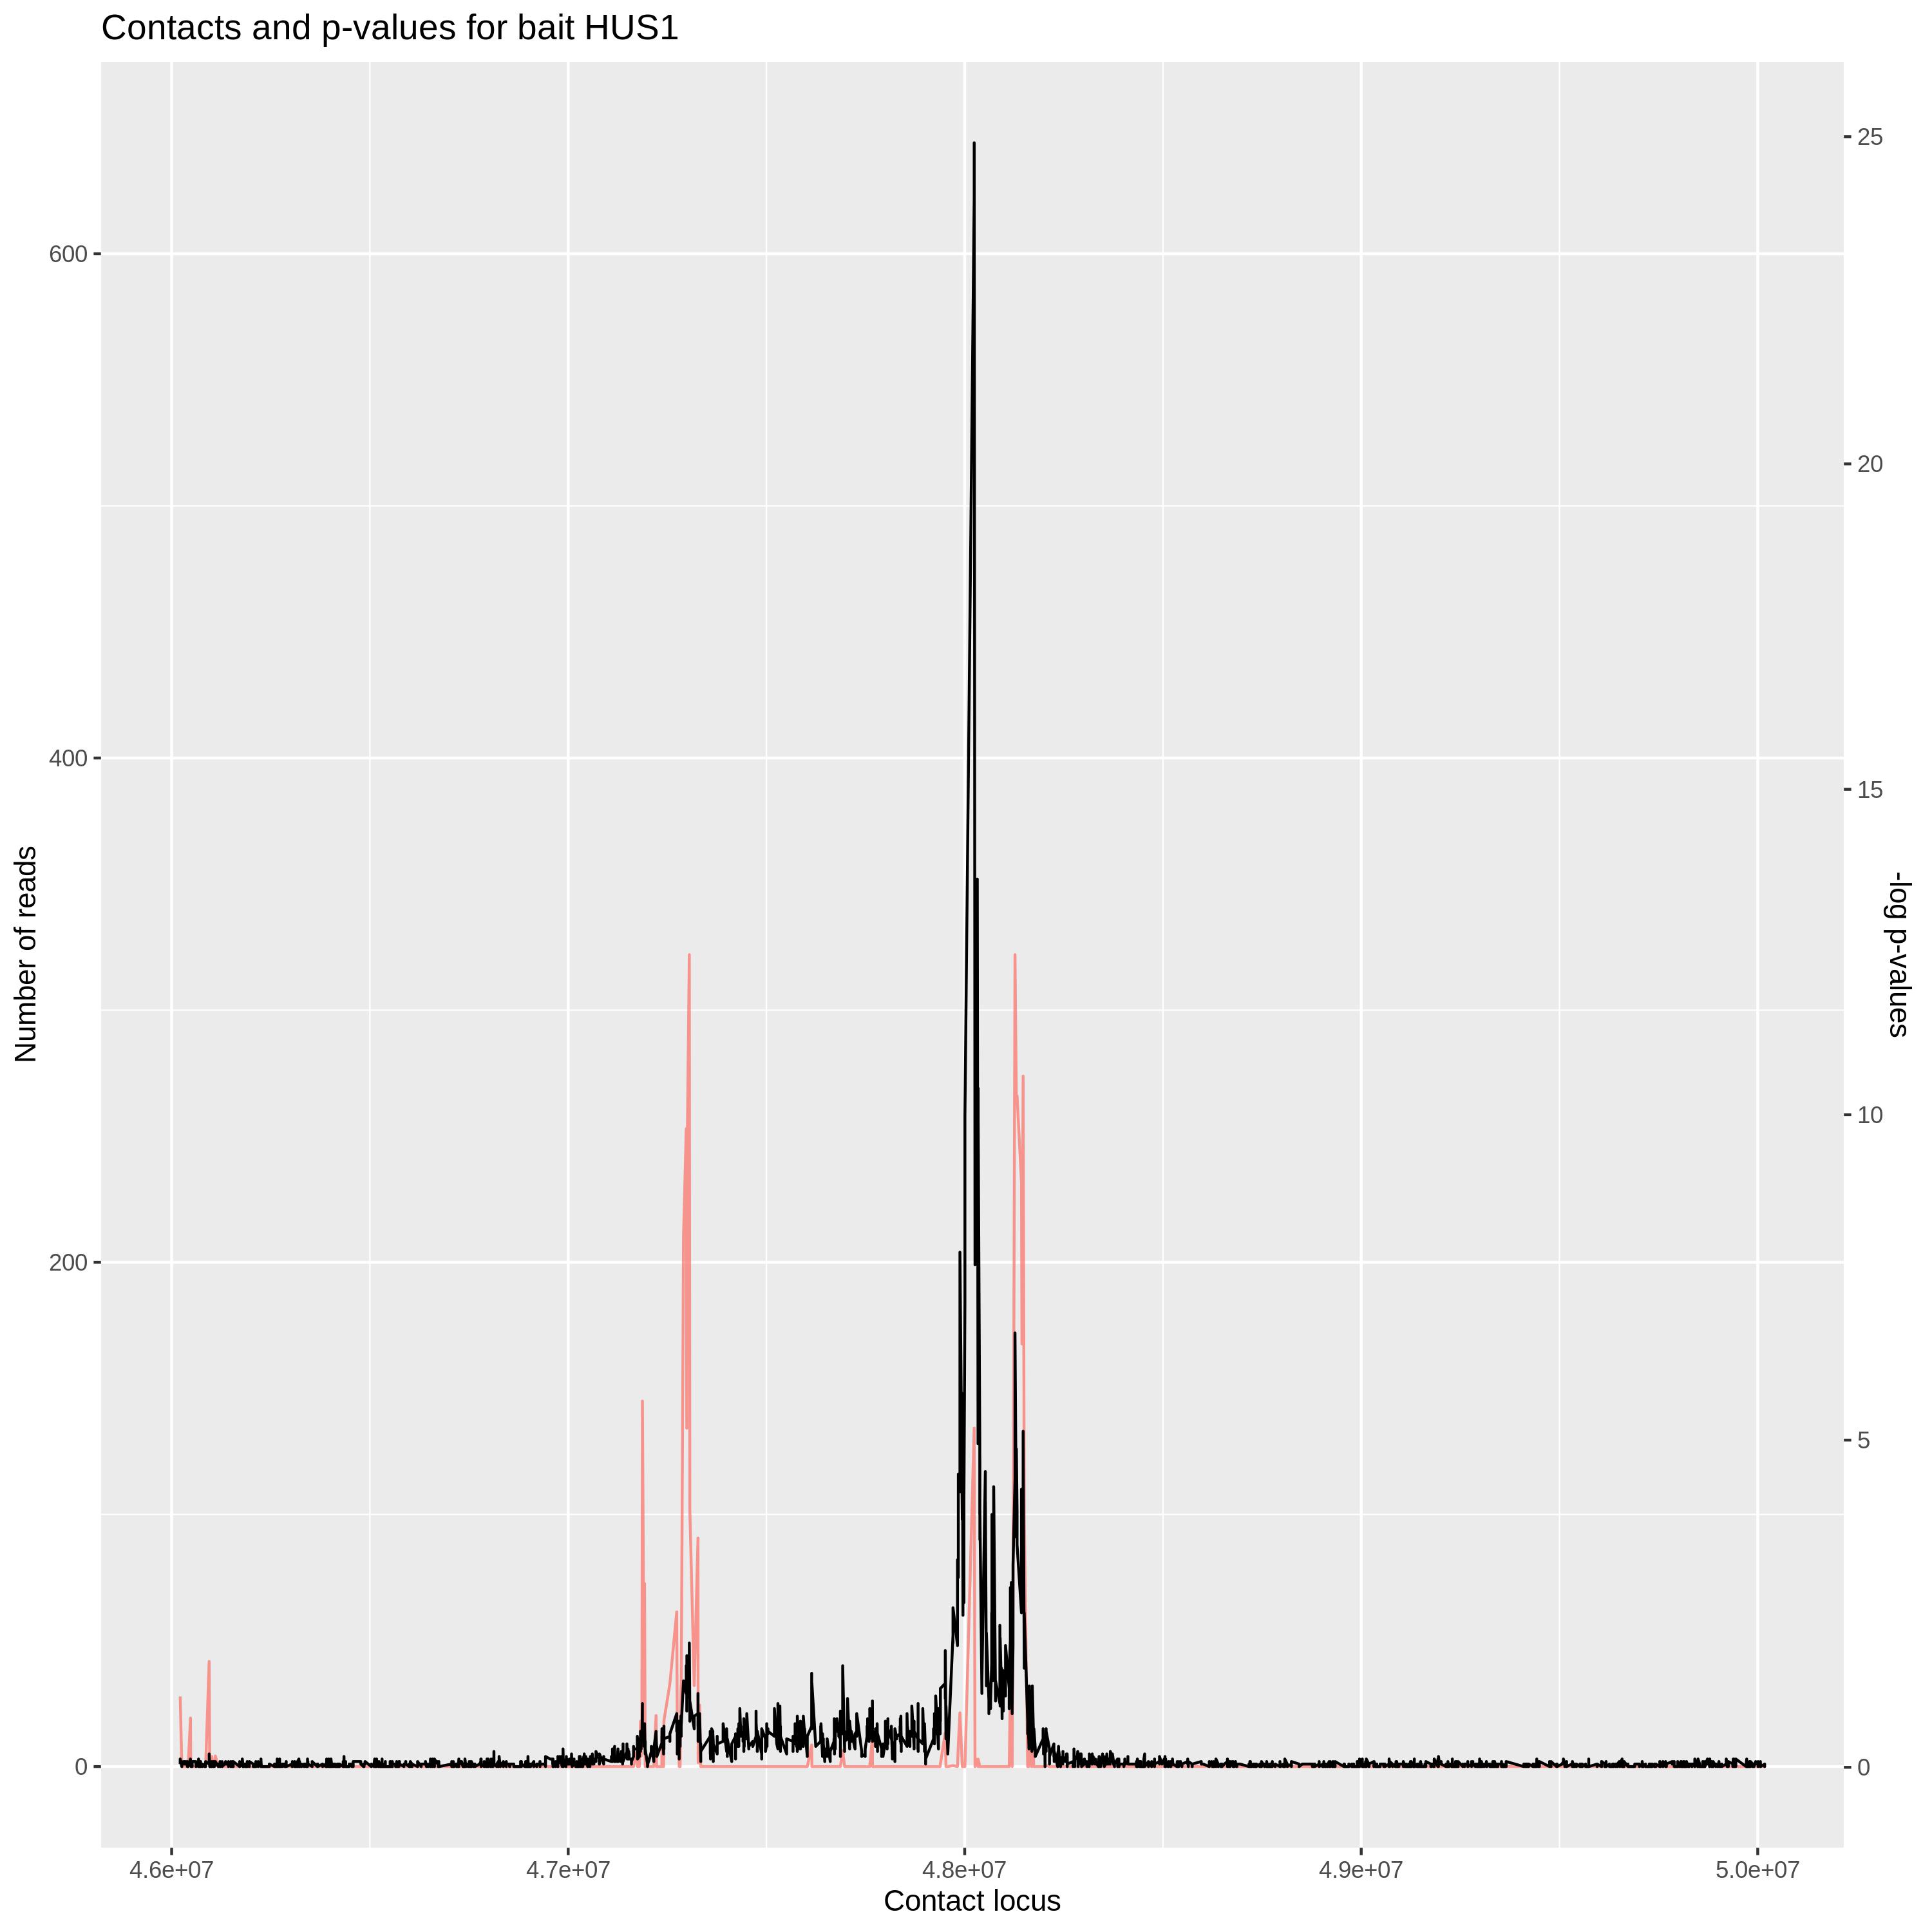 Contacts and p-values for bait HUS1
600
400
200
0
Number of reads
25
20
15
10
5
0
-log p-values
4.6e+07
4.7e+07
4.8e+07
4.9e+07
5.0e+07
Contact locus